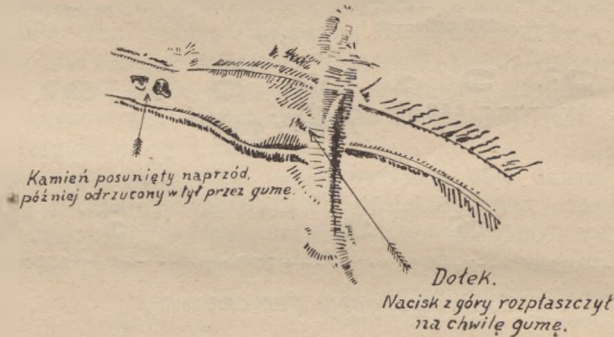 Kamień posunięty naprzód,
później odrzucony w tył przez gumę.
Dołek.
Nacisk z góry rozpłaszczył
na chwilę gumę.